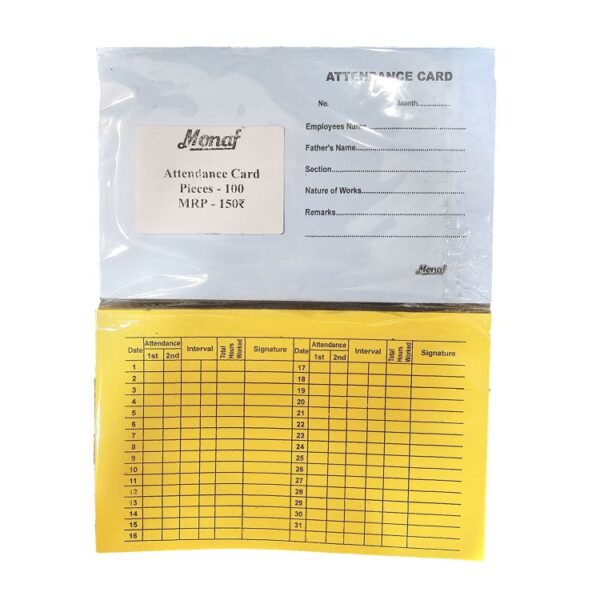 ATTENDANCE CARD
No. Month...............
Employees Name..............................
Father's Name..................................
Section.............................................
Nature of Works................................
Remarks...........................................
Monaf
Attendance Card
Pieces - 100
MRP - 150₹
Monaf
Date Attendance 1st 2nd Interval Total Hours Worked Signature Date Attendance 1st 2nd Interval Total Hours Worked Signature
1 17
2 18
3 19
4 20
5 21
6 22
7 23
8 24
9 25
10 26
11 27
12 28
13 29
14 30
15 31
16